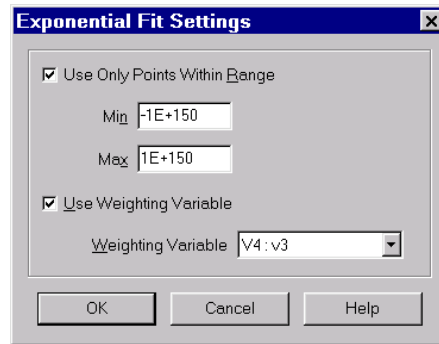 Exponential Fit Settings
Use Only Points Within Range
Min -1E+150
Max 1E+150
Use Weighting Variable
Weighting Variable V4: v3
OK Cancel Help